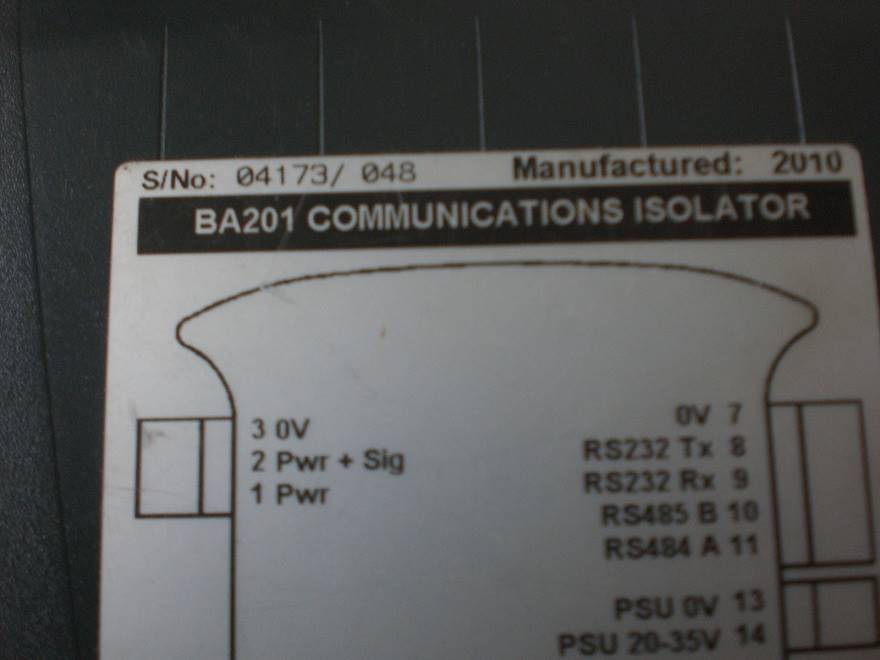 S/No: 04173/ 048 Manufactured: 2010
BA201 COMMUNICATIONS ISOLATOR
3 0V
2 Pwr + Sig
1 Pwr
0V 7
RS232 Tx 8
RS232 Rx 9
RS485 B 10
RS484 A 11
PSU 0V 13
PSU 20-35V 14